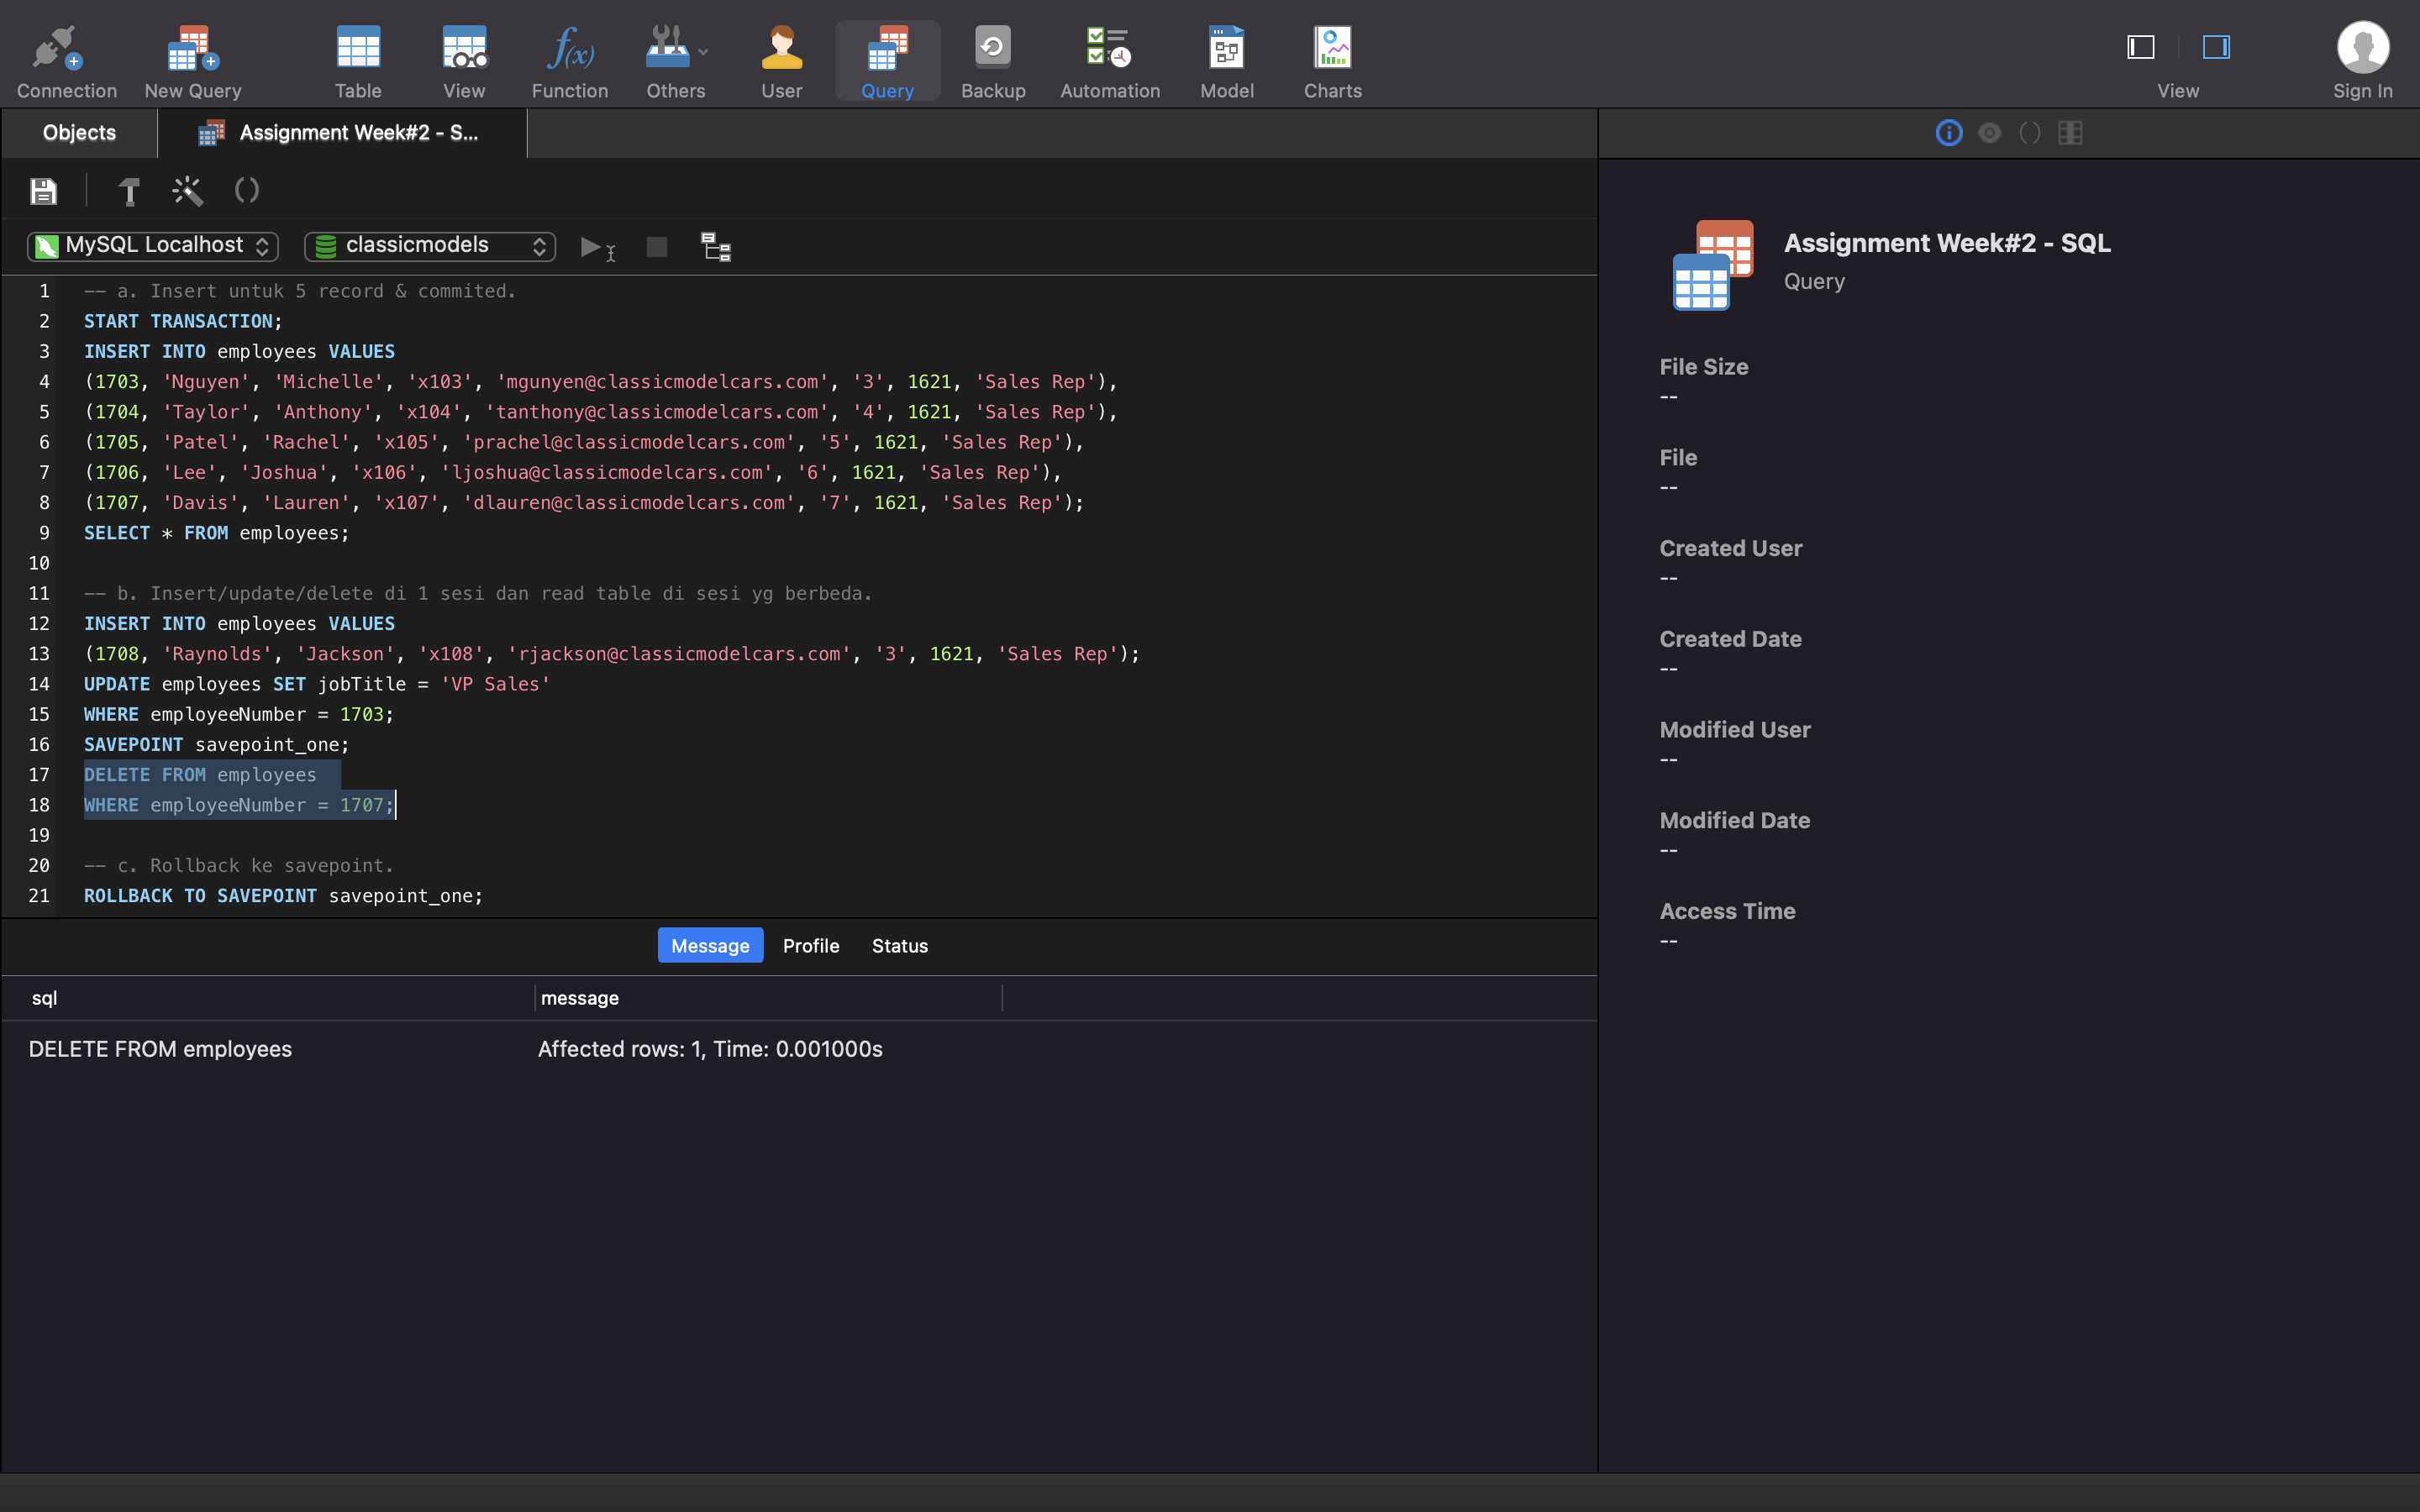 Connection New Query Table View Function Others User Query Backup Automation Model Charts View Sign In
Objects Assignment Week#2 - S...
MySQL Localhost classicmodels
1 -- a. Insert untuk 5 record & commited.
2 START TRANSACTION;
3 INSERT INTO employees VALUES
4 (1703, 'Nguyen', 'Michelle', 'x103', 'mgunyen@classicmodelcars.com', '3', 1621, 'Sales Rep'),
5 (1704, 'Taylor', 'Anthony', 'x104', 'tanthony@classicmodelcars.com', '4', 1621, 'Sales Rep'),
6 (1705, 'Patel', 'Rachel', 'x105', 'prachel@classicmodelcars.com', '5', 1621, 'Sales Rep'),
7 (1706, 'Lee', 'Joshua', 'x106', 'ljoshua@classicmodelcars.com', '6', 1621, 'Sales Rep'),
8 (1707, 'Davis', 'Lauren', 'x107', 'dlauren@classicmodelcars.com', '7', 1621, 'Sales Rep');
9 SELECT * FROM employees;
10
11 -- b. Insert/update/delete di 1 sesi dan read table di sesi yg berbeda.
12 INSERT INTO employees VALUES
13 (1708, 'Raynolds', 'Jackson', 'x108', 'rjackson@classicmodelcars.com', '3', 1621, 'Sales Rep');
14 UPDATE employees SET jobTitle = 'VP Sales'
15 WHERE employeeNumber = 1703;
16 SAVEPOINT savepoint_one;
17 DELETE FROM employees
18 WHERE employeeNumber = 1707;
19
20 -- c. Rollback ke savepoint.
21 ROLLBACK TO SAVEPOINT savepoint_one;
Message Profile Status
sql message
DELETE FROM employees Affected rows: 1, Time: 0.001000s
Assignment Week#2 - SQL
Query
File Size
--
File
--
Created User
--
Created Date
--
Modified User
--
Modified Date
--
Access Time
--